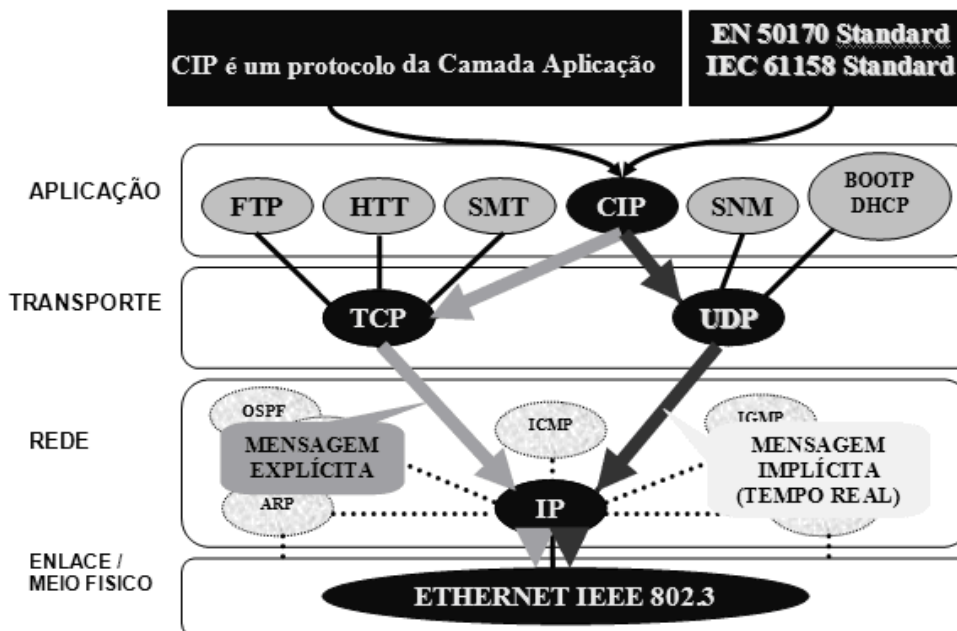 CIP é um protocolo da Camada Aplicação
EN 50170 Standard
IEC 61158 Standard
APLICAÇÃO
FTP
HTT
SMT
CIP
SNM
BOOTP
DHCP
TRANSPORTE
TCP
UDP
REDE
OSPF
ICMP
IGMP
MENSAGEM
EXPLÍCITA
MENSAGEM
IMPLÍCITA
(TEMPO REAL)
ARP
IP
ENLACE /
MEIO FISICO
ETHERNET IEEE 802.3